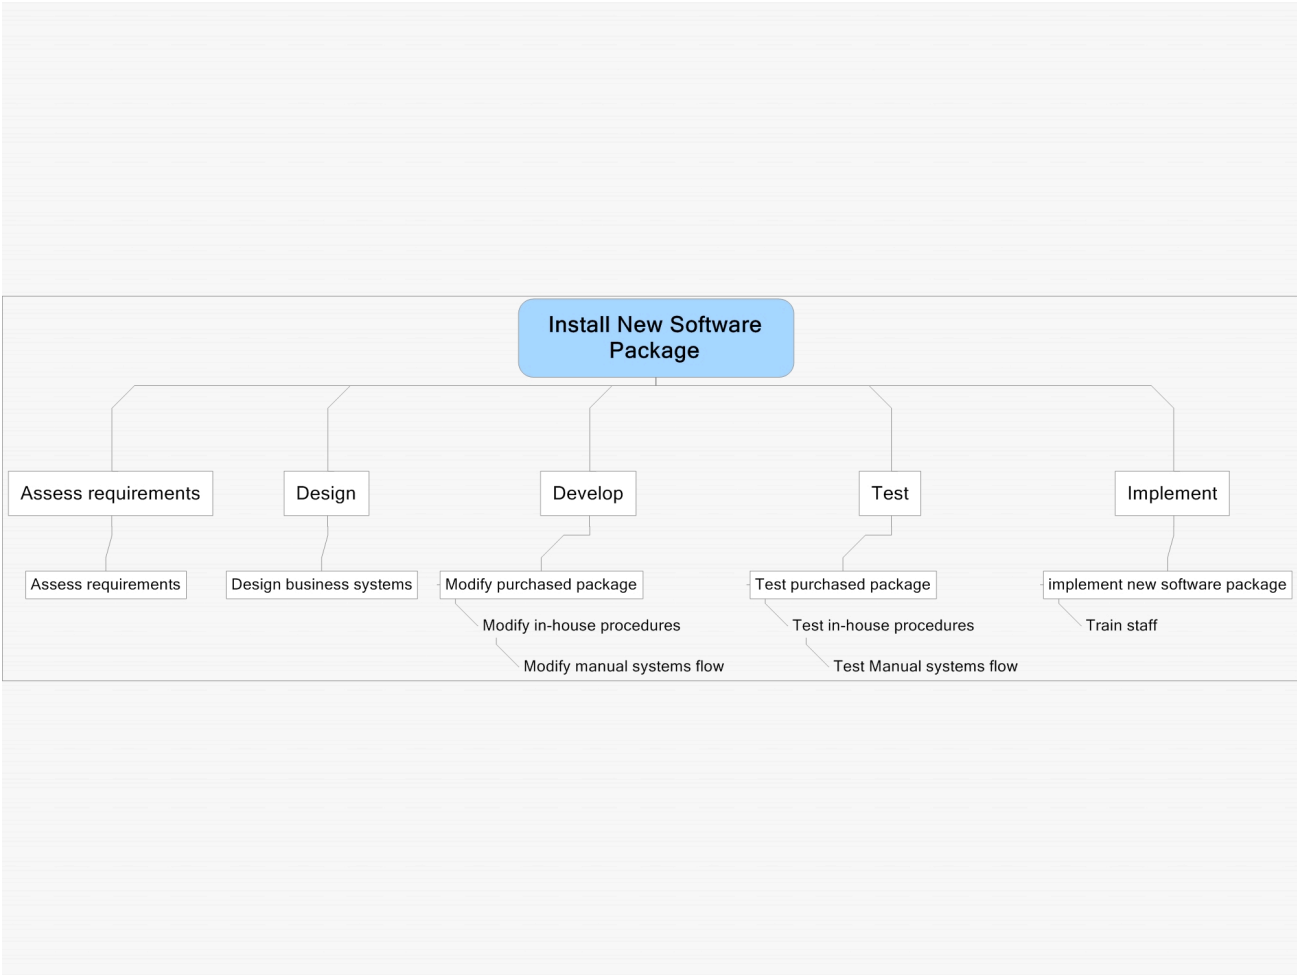 Install New Software
Package
Assess requirements
Design
Develop
Test
Implement
Assess requirements
Design business systems
Modify purchased package
Test purchased package
implement new software package
Modify in-house procedures
Test in-house procedures
Train staff
Modify manual systems flow
Test Manual systems flow